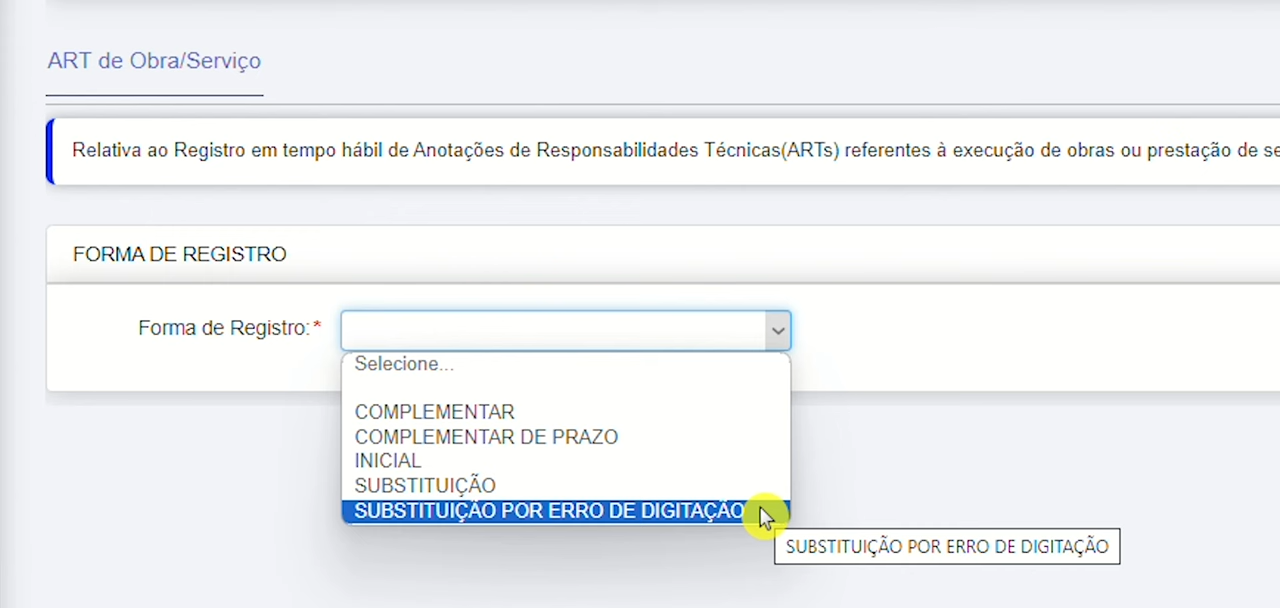 ART de Obra/Serviço
Relativa ao Registro em tempo hábil de Anotações de Responsabilidades Técnicas(ARTs) referentes à execução de obras ou prestação de
FORMA DE REGISTRO
Forma de Registro:*
Selecione...
COMPLEMENTAR
COMPLEMENTAR DE PRAZO
INICIAL
SUBSTITUIÇÃO
SUBSTITUIÇÃO POR ERRO DE DIGITAÇÃO
SUBSTITUIÇÃO POR ERRO DE DIGITAÇÃO